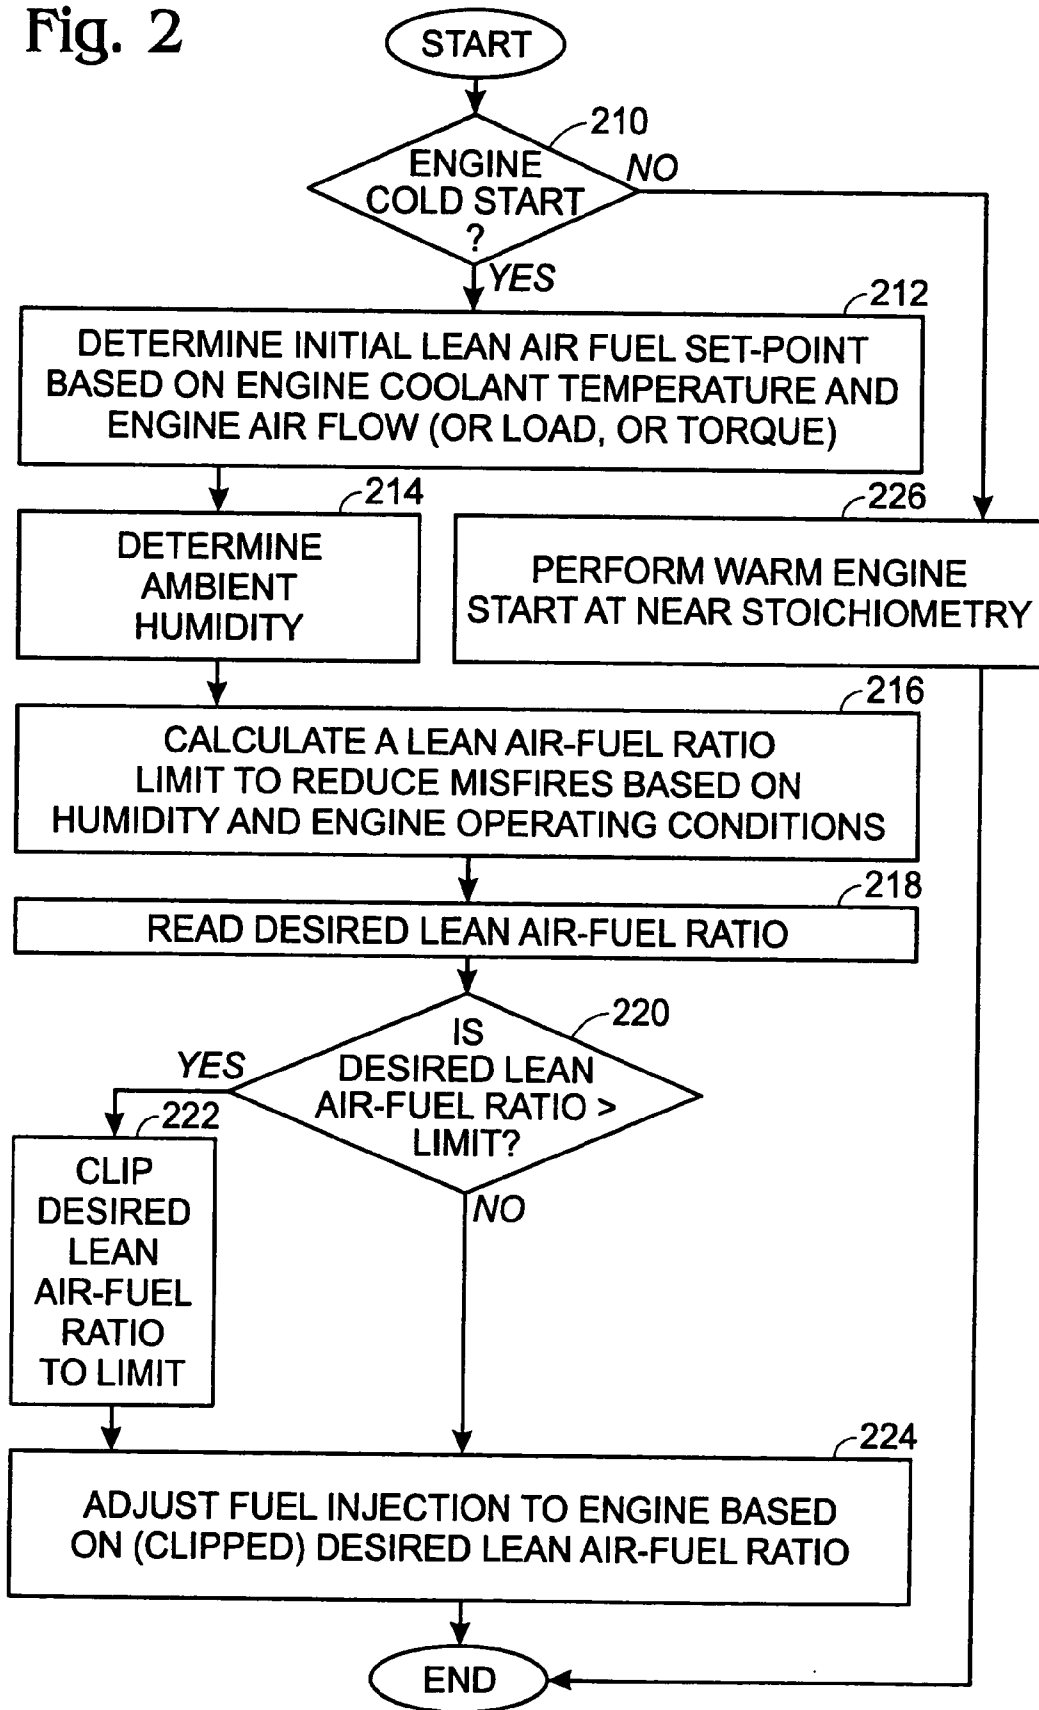 Fig. 2
START
210
ENGINE
COLD START
?
NO
YES
212
DETERMINE INITIAL LEAN AIR FUEL SET-POINT
BASED ON ENGINE COOLANT TEMPERATURE AND
ENGINE AIR FLOW (OR LOAD, OR TORQUE)
214
DETERMINE
AMBIENT
HUMIDITY
226
PERFORM WARM ENGINE
START AT NEAR STOICHIOMETRY
216
CALCULATE A LEAN AIR-FUEL RATIO
LIMIT TO REDUCE MISFIRES BASED ON
HUMIDITY AND ENGINE OPERATING CONDITIONS
218
READ DESIRED LEAN AIR-FUEL RATIO
220
IS
DESIRED LEAN
AIR-FUEL RATIO >
LIMIT?
YES
NO
222
CLIP
DESIRED
LEAN
AIR-FUEL
RATIO
TO LIMIT
224
ADJUST FUEL INJECTION TO ENGINE BASED
ON (CLIPPED) DESIRED LEAN AIR-FUEL RATIO
END